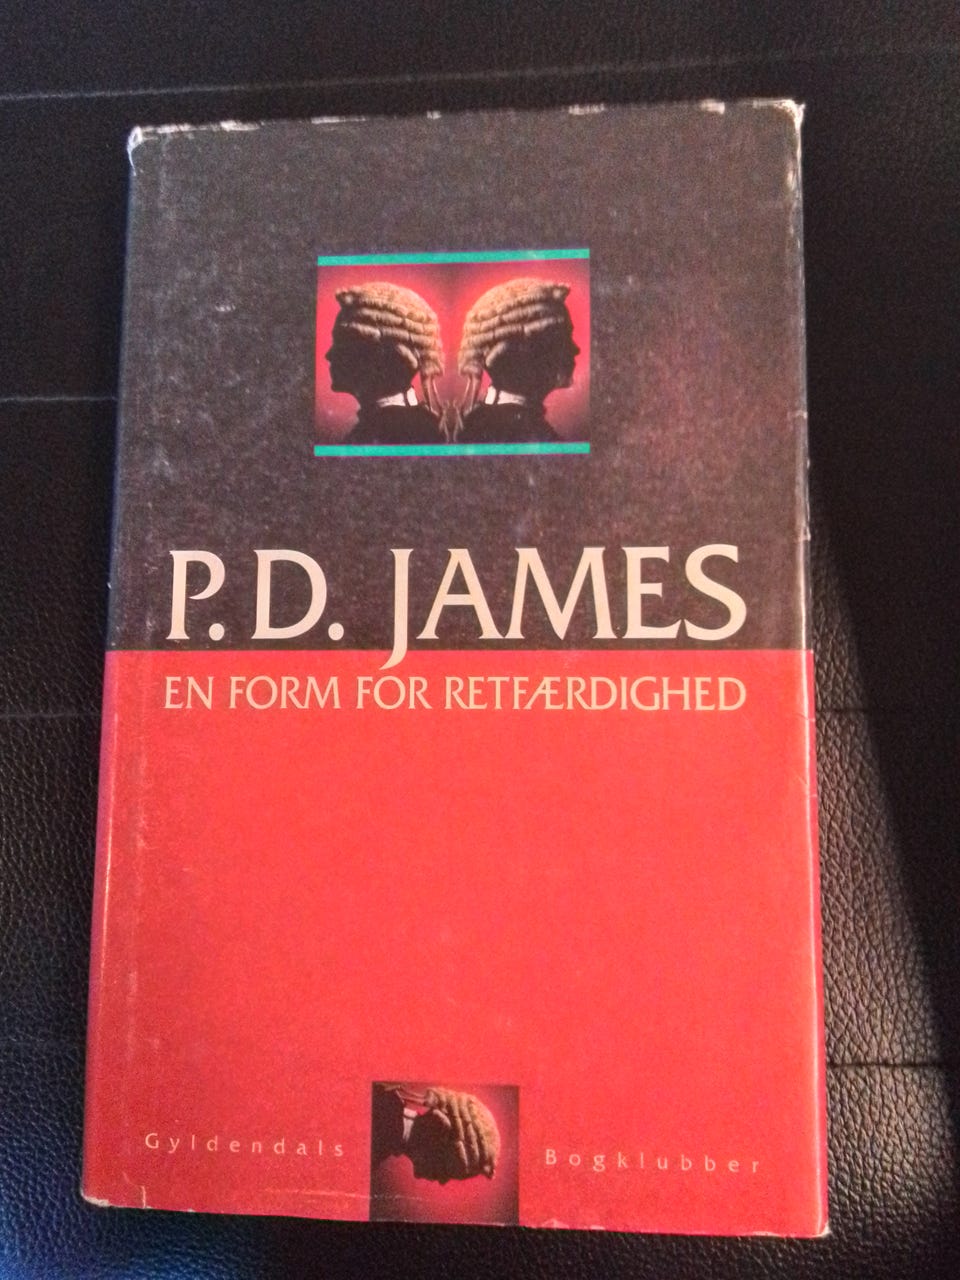 P. D. JAMES
EN FORM FOR RETFÆRDIGHED
Gyldendals Bogklubber